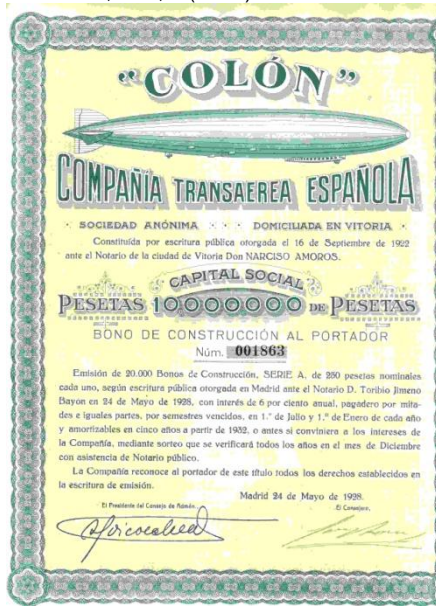 "COLÓN"
COMPAÑIA TRANSAEREA ESPAÑOLA
SOCIEDAD ANÓNIMA · · · DOMICILIADA EN VITORIA
Constituída por escritura pública otorgada el 16 de Septiembre de 1922
ante el Notario de la ciudad de Vitoria Don NARCISO AMOROS.
CAPITAL SOCIAL
PESETAS 10.000.000 DE PESETAS
BONO DE CONSTRUCCIÓN AL PORTADOR
Núm. 001863
Emisión de 20.000 Bonos de Construcción, SERIE A, de 250 pesetas nominales
cada uno, según escritura pública otorgada en Madrid ante el Notario D. Toribio Jimeno
Bayon en 24 de Mayo de 1928, con interés de 6 por ciento anual, pagadero por mita-
des e iguales partes, por semestres vencidos, en 1.º de Julio y 1.º de Enero de cada año
y amortizables en cinco años a partir de 1932, o antes si conviniera a los intereses de
la Compañía, mediante sorteo que se verificará todos los años en el mes de Diciembre
con asistencia de Notario público.
La Compañía reconoce al portador de este título todos los derechos establecidos en
la escritura de emisión.
Madrid 24 de Mayo de 1928.
El Presidente del Consejo de Admón.
El Consejero,